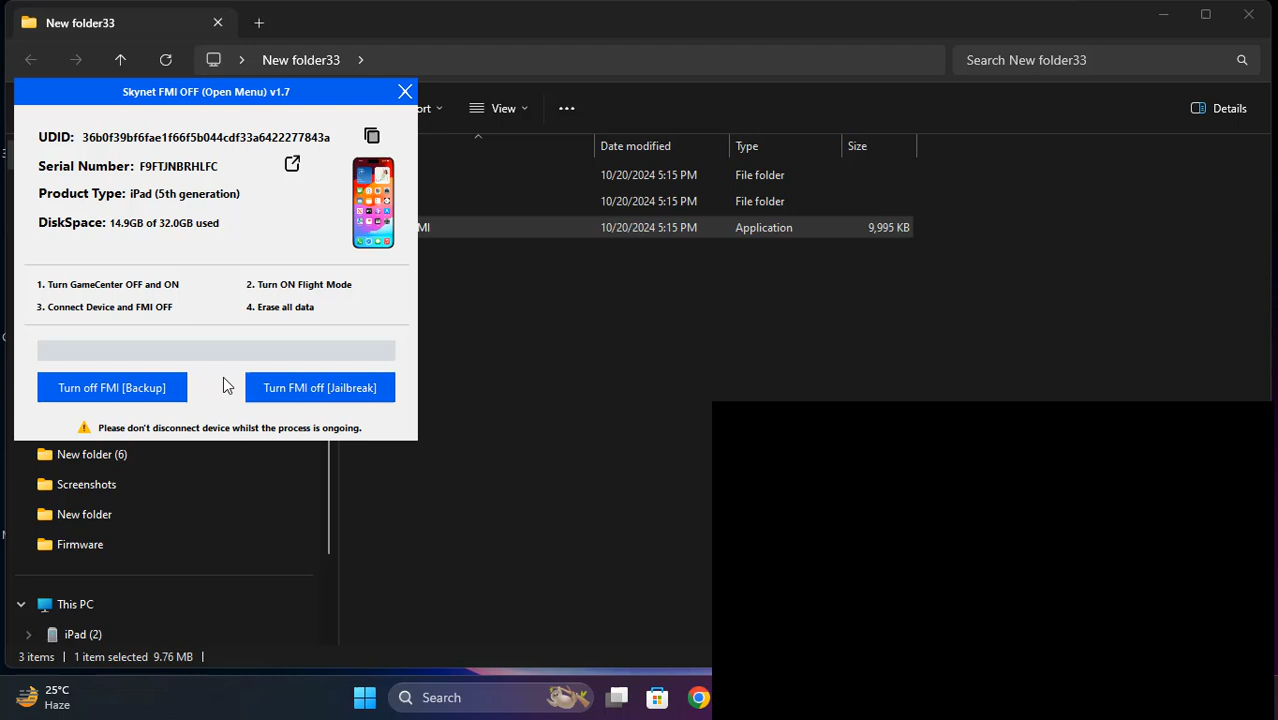 New folder33
New folder33
Search New folder33
Skynet FMI OFF (Open Menu) v1.7
ort
View
Details
UDID: 36b0f39bf6fae1f66f5b044cdf33a6422277843a
Serial Number: F9FTJNBRHLFC
Product Type: iPad (5th generation)
DiskSpace: 14.9GB of 32.0GB used
Date modified Type Size
10/20/2024 5:15 PM File folder
10/20/2024 5:15 PM File folder
MI 10/20/2024 5:15 PM Application 9,995 KB
1. Turn GameCenter OFF and ON 2. Turn ON Flight Mode
3. Connect Device and FMI OFF 4. Erase all data
Turn off FMI [Backup] Turn FMI off [Jailbreak]
Please don't disconnect device whilst the process is ongoing.
New folder (6)
Screenshots
New folder
Firmware
This PC
iPad (2)
3 items 1 item selected 9.76 MB
25°C
Haze
Search